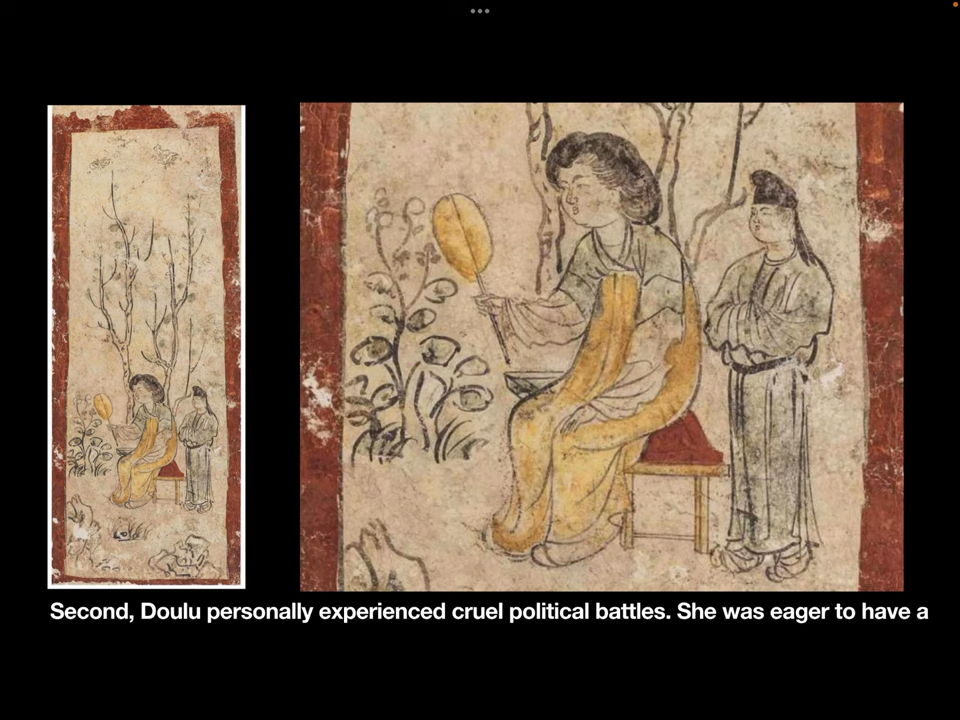 Second, Doulu personally experienced cruel political battles. She was eager to have a